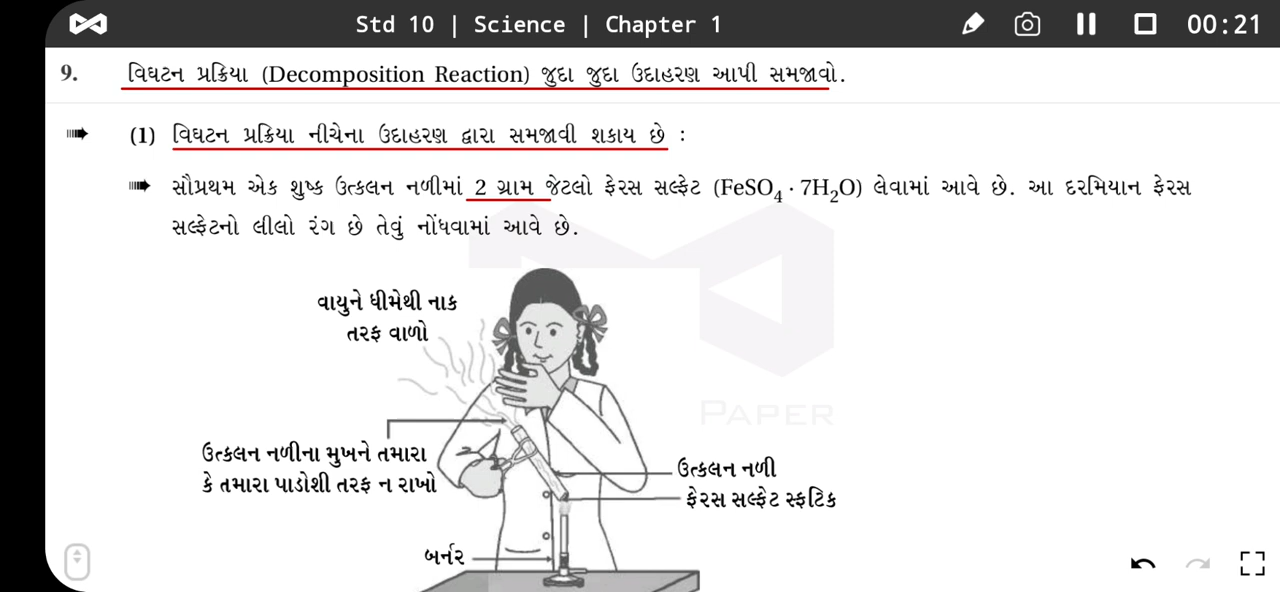 Std 10 | Science | Chapter 1
00:21
9. વિઘટન પ્રક્રિયા (Decomposition Reaction) જુદા જુદા ઉદાહરણ આપી સમજાવો.
(1) વિઘટન પ્રક્રિયા નીચેના ઉદાહરણ દ્વારા સમજાવી શકાય છે :
સૌપ્રથમ એક શુષ્ક ઉત્કલન નળીમાં 2 ગ્રામ જેટલો ફેરસ સલ્ફેટ (FeSO₄ · 7H₂O) લેવામાં આવે છે. આ દરમિયાન ફેરસ
સલ્ફેટનો લીલો રંગ છે તેવું નોંધવામાં આવે છે.
વાયુને ધીમેથી નાક
તરફ વાળો
PAPER
ઉત્કલન નળીના મુખને તમારા
કે તમારા પાડોશી તરફ ન રાખો
ઉત્કલન નળી
ફેરસ સલ્ફેટ સ્ફટિક
બર્નર